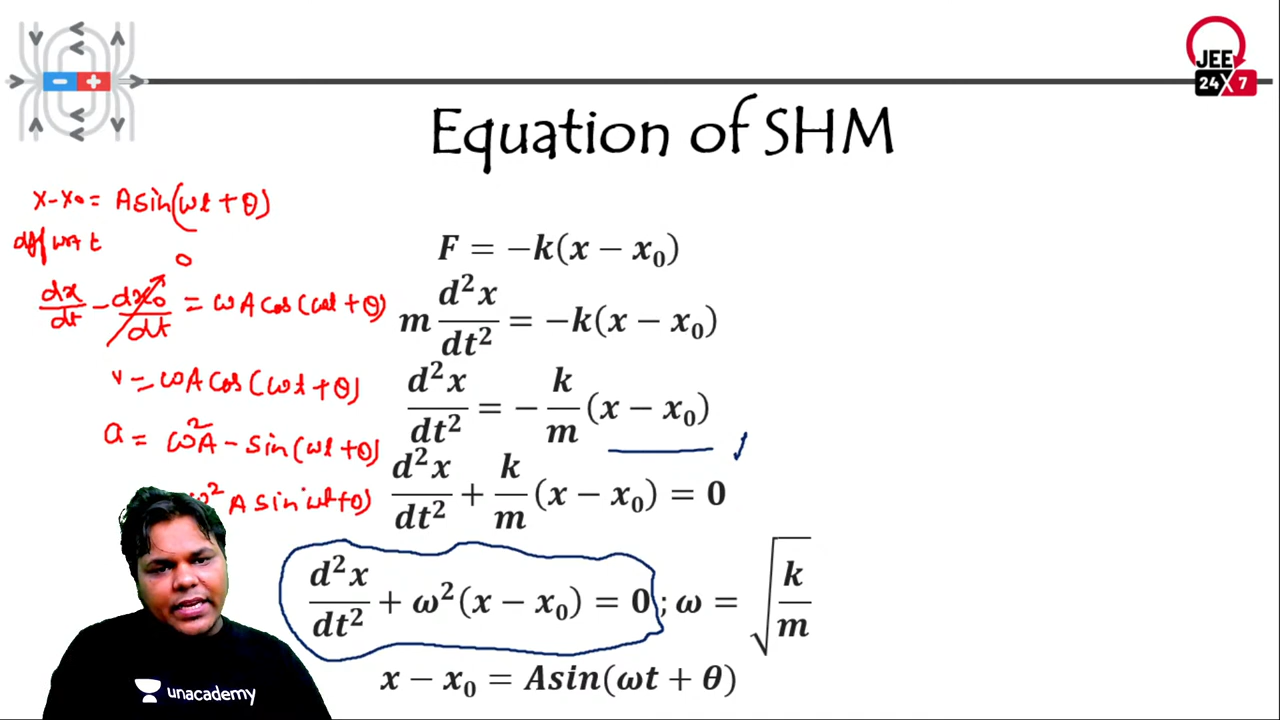 JEE
24X7
Equation of SHM
x-x₀ = A sin(ωt + θ)
diff wrt t
0
dx/dt - dx₀/dt = ωA cos(ωt + θ)
v = ωA cos(ωt + θ)
a = ω²A - sin(ωt + θ)
ω² A sin(ωt+θ)
F = −k(x − x₀)
m d²x/dt² = −k(x − x₀)
d²x/dt² = − k/m (x − x₀)
d²x/dt² + k/m (x − x₀) = 0
d²x/dt² + ω²(x − x₀) = 0 ; ω = √(k/m)
x − x₀ = Asin(ωt + θ)
unacademy